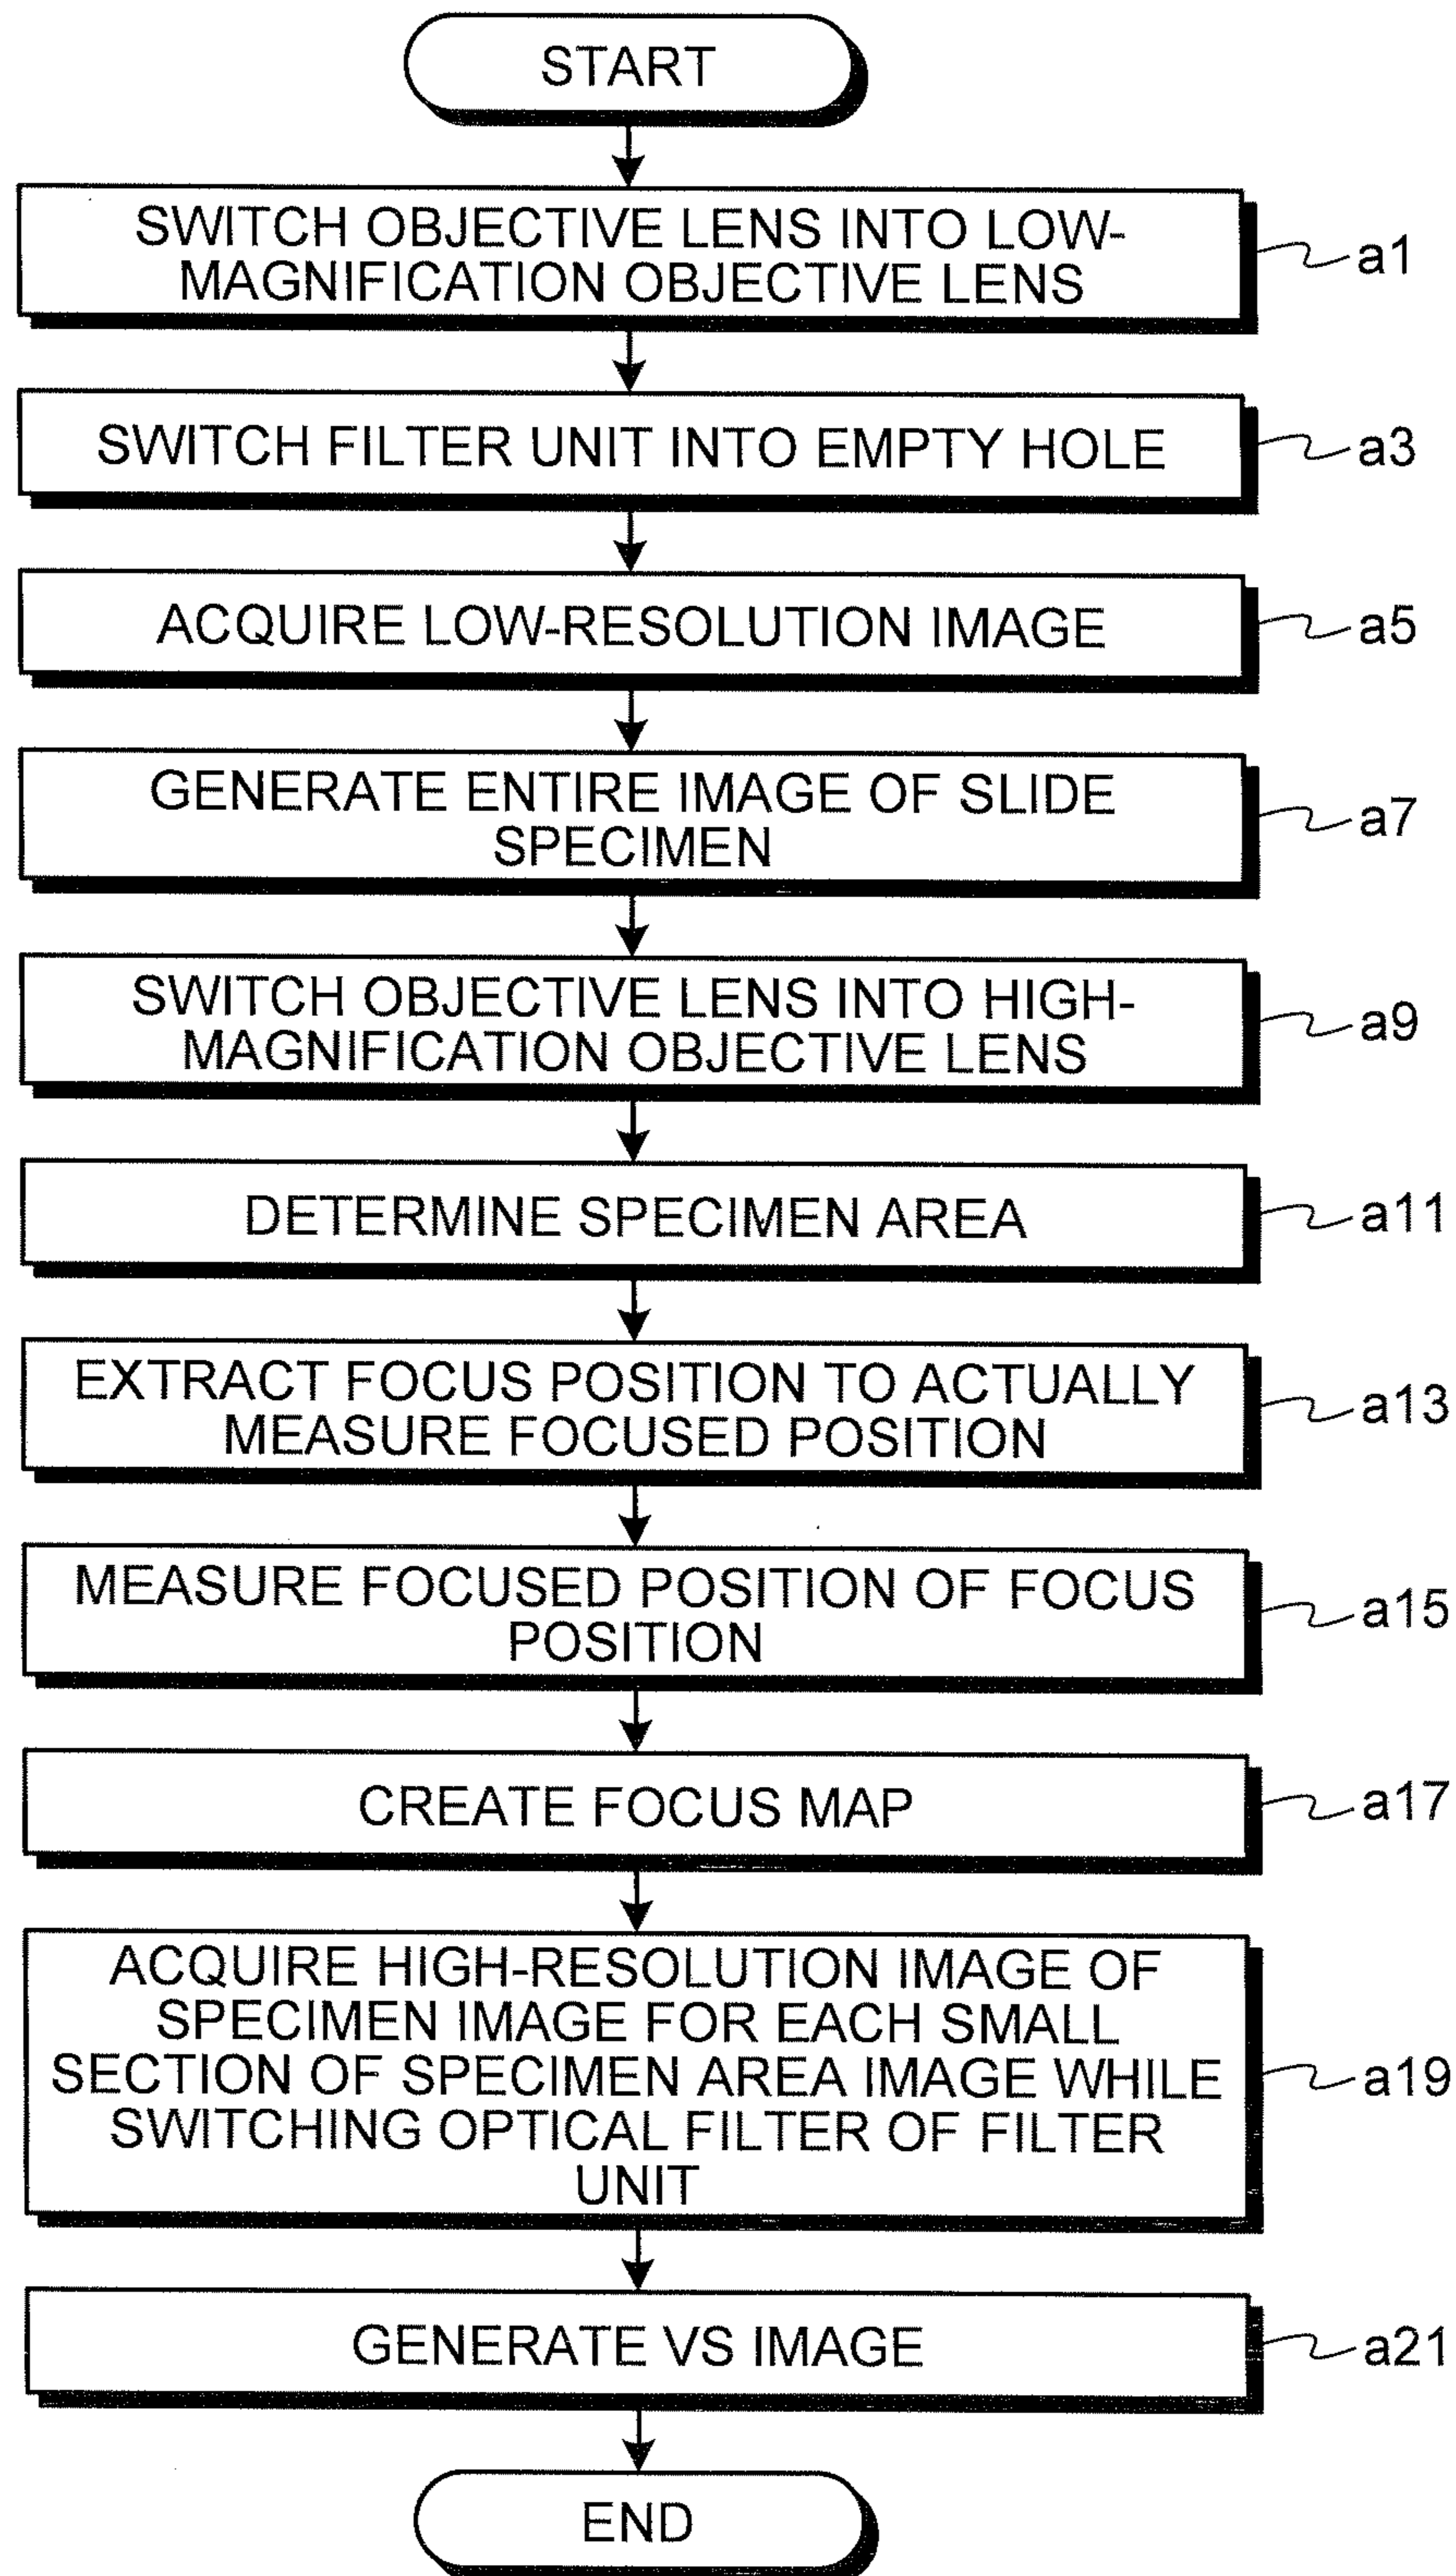 START
SWITCH OBJECTIVE LENS INTO LOW-
MAGNIFICATION OBJECTIVE LENS
a1
SWITCH FILTER UNIT INTO EMPTY HOLE
a3
ACQUIRE LOW-RESOLUTION IMAGE
a5
GENERATE ENTIRE IMAGE OF SLIDE
SPECIMEN
a7
SWITCH OBJECTIVE LENS INTO HIGH-
MAGNIFICATION OBJECTIVE LENS
a9
DETERMINE SPECIMEN AREA
a11
EXTRACT FOCUS POSITION TO ACTUALLY
MEASURE FOCUSED POSITION
a13
MEASURE FOCUSED POSITION OF FOCUS
POSITION
a15
CREATE FOCUS MAP
a17
ACQUIRE HIGH-RESOLUTION IMAGE OF
SPECIMEN IMAGE FOR EACH SMALL
SECTION OF SPECIMEN AREA IMAGE WHILE
SWITCHING OPTICAL FILTER OF FILTER
UNIT
a19
GENERATE VS IMAGE
a21
END